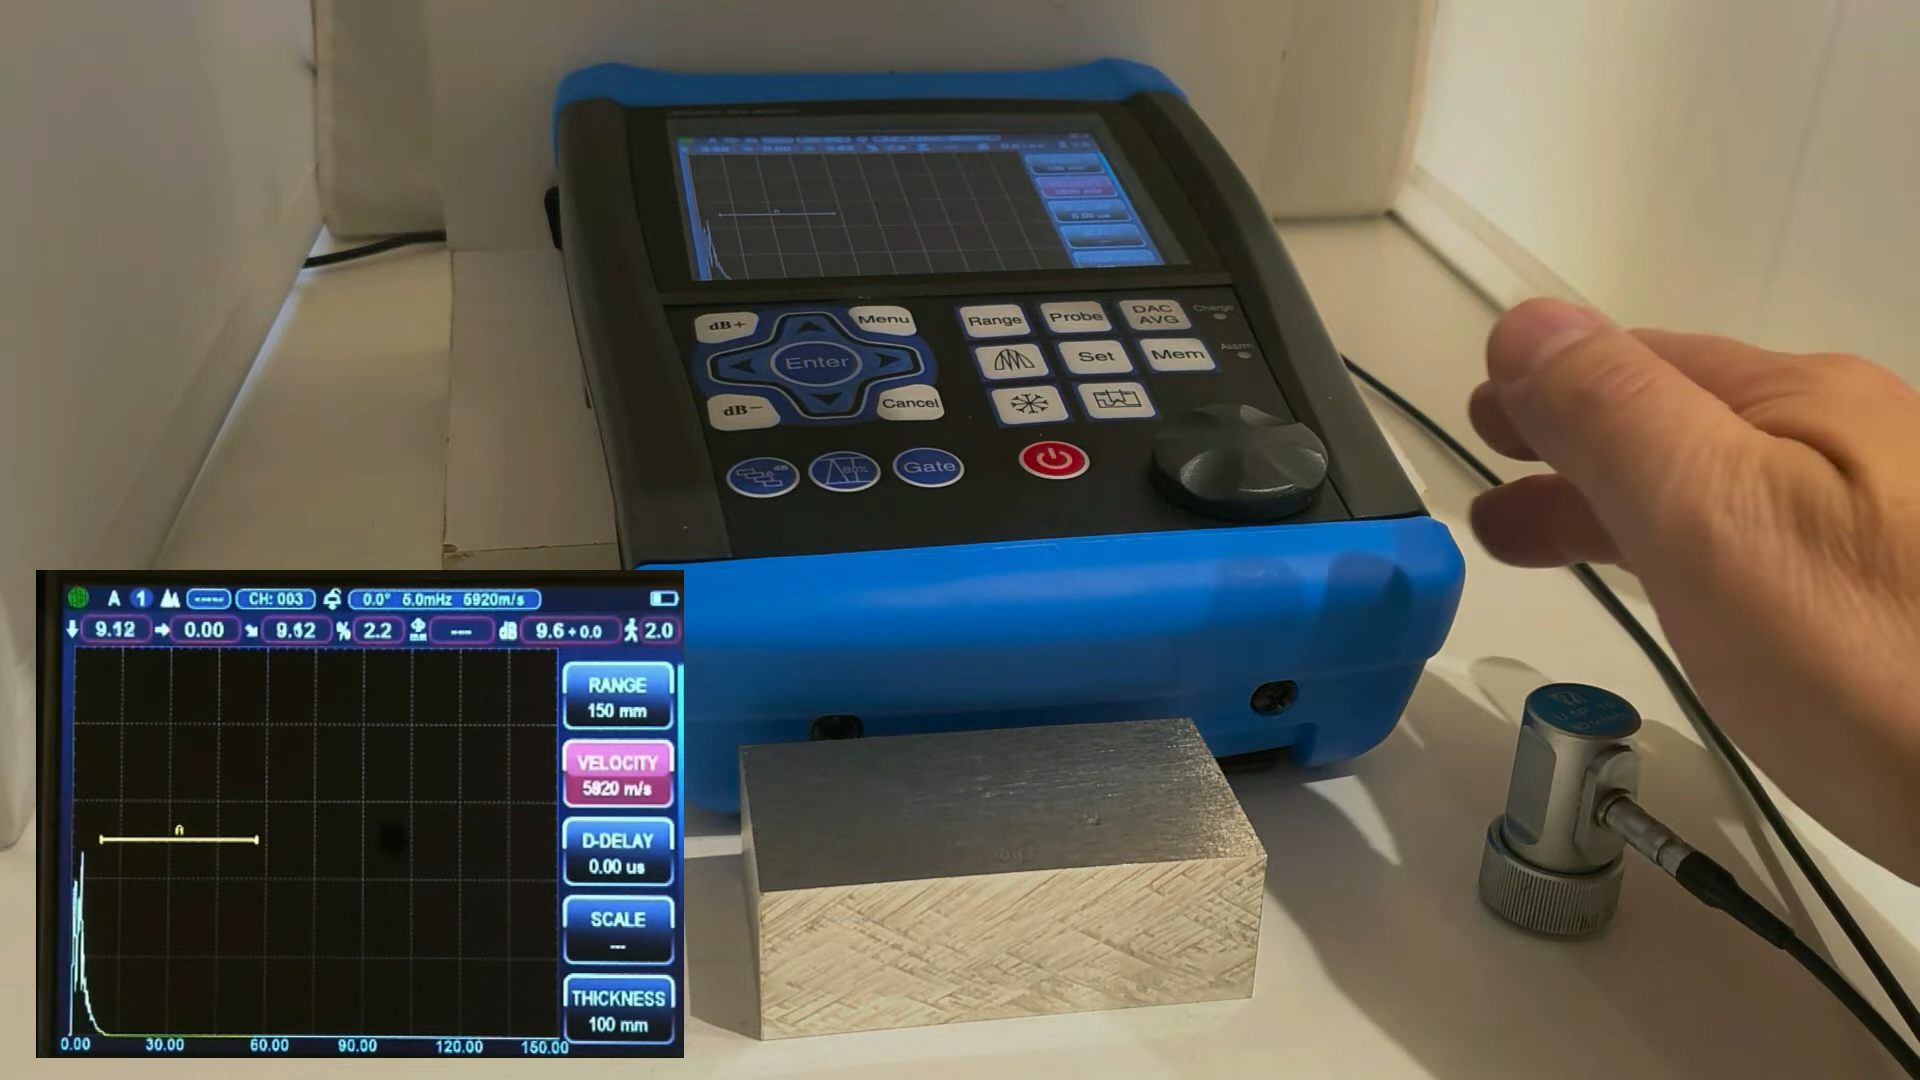 dB+
Menu
Enter
dB-
Cancel
Range
Probe
DAC
AVG
Set
Mem
Charge
Alarm
dB
80%
Gate
A 1 ---- CH: 003 0.0° 5.0mHz 5920m/s
9.12 0.00 9.12 % 2.2 mm --- dB 9.6 + 0.0 2.0
RANGE
150 mm
VELOCITY
5920 m/s
D-DELAY
0.00 us
SCALE
---
THICKNESS
100 mm
A
0.00 30.00 60.00 90.00 120.00 150.00